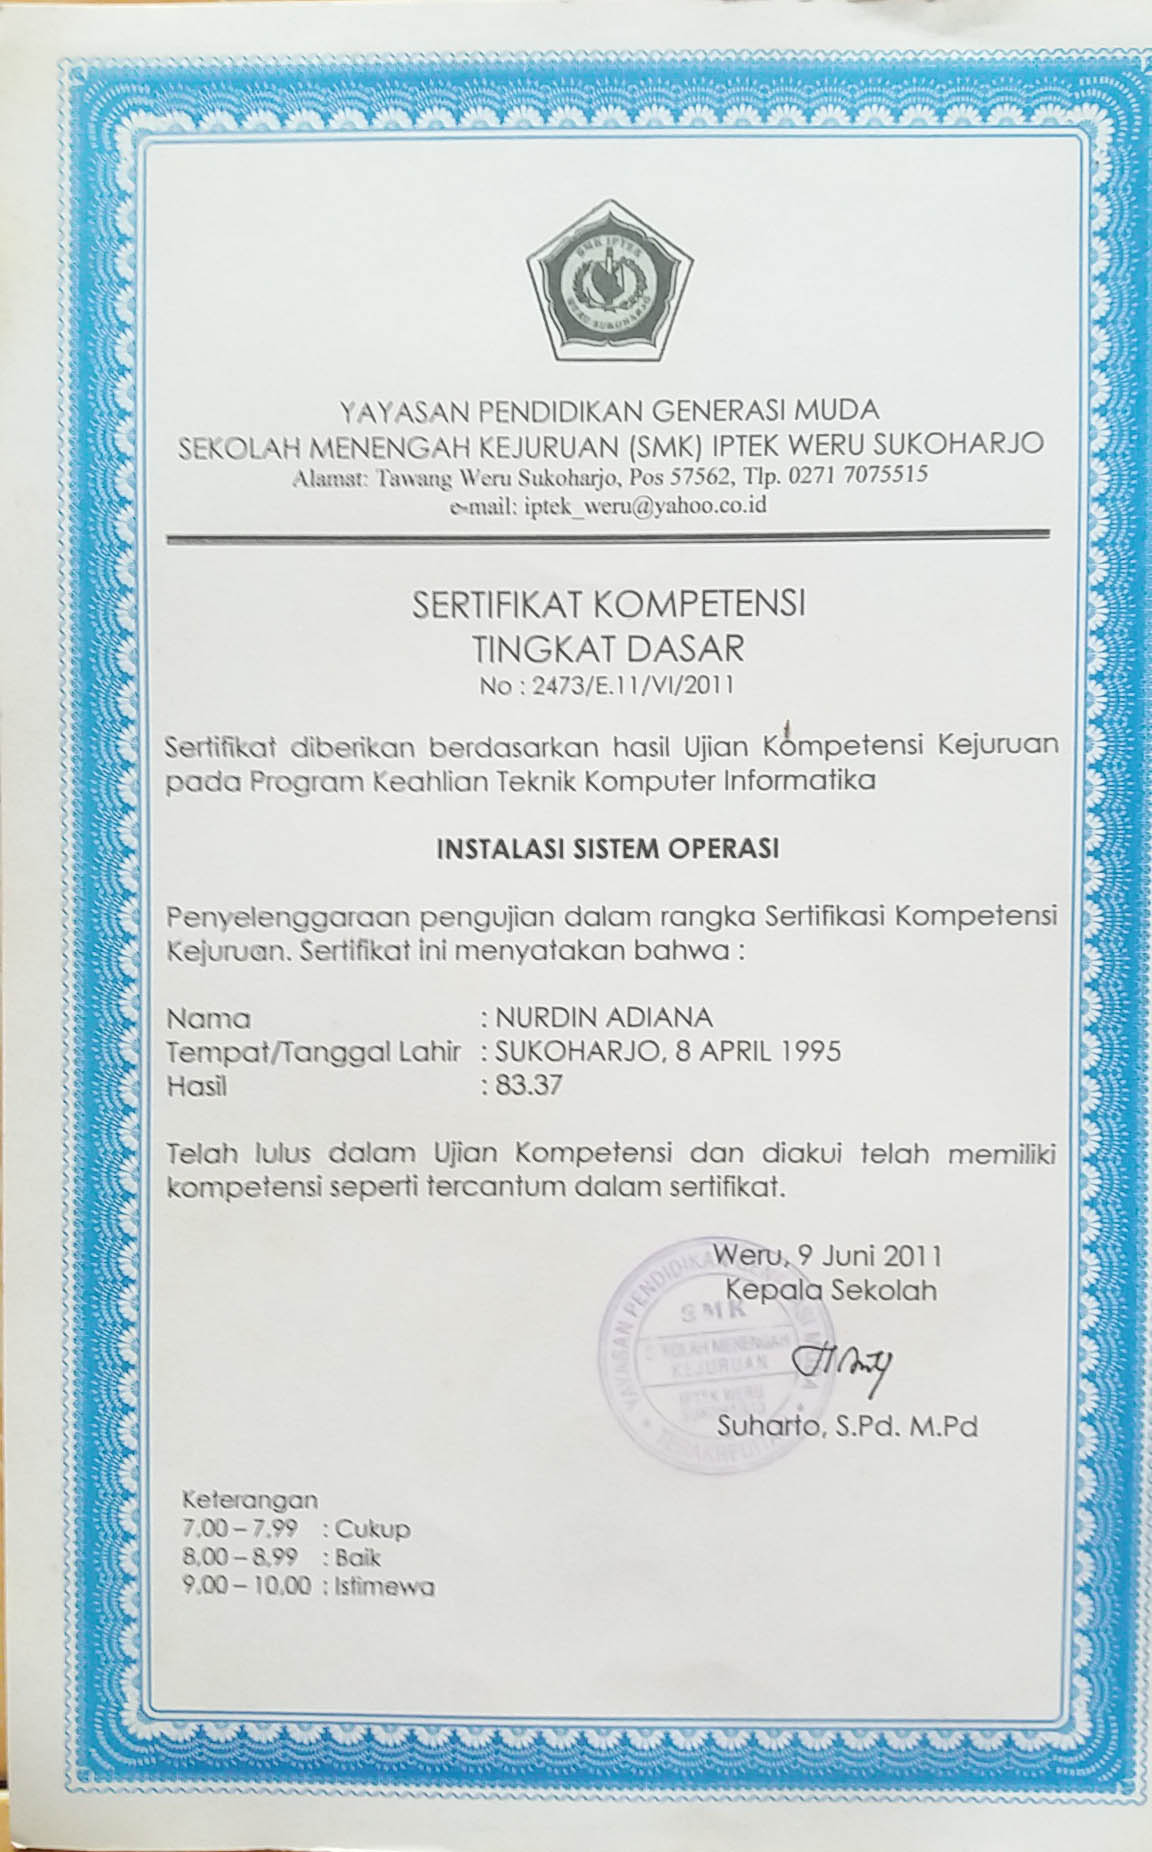 SMK IPTEK
WERU SUKOHARJO
YAYASAN PENDIDIKAN GENERASI MUDA
SEKOLAH MENENGAH KEJURUAN (SMK) IPTEK WERU SUKOHARJO
Alamat: Tawang Weru Sukoharjo, Pos 57562, Tlp. 0271 7075515
e-mail: iptek_weru@yahoo.co.id
SERTIFIKAT KOMPETENSI
TINGKAT DASAR
No : 2473/E.11/VI/2011
Sertifikat diberikan berdasarkan hasil Ujian Kompetensi Kejuruan
pada Program Keahlian Teknik Komputer Informatika
INSTALASI SISTEM OPERASI
Penyelenggaraan pengujian dalam rangka Sertifikasi Kompetensi
Kejuruan. Sertifikat ini menyatakan bahwa :
Nama : NURDIN ADIANA
Tempat/Tanggal Lahir : SUKOHARJO, 8 APRIL 1995
Hasil : 83.37
Telah lulus dalam Ujian Kompetensi dan diakui telah memiliki
kompetensi seperti tercantum dalam sertifikat.
Weru, 9 Juni 2011
Kepala Sekolah
YAYASAN PENDIDIKAN
SMK
SEKOLAH MENENGAH
KEJURUAN
IPTEK WERU
SUKOHARJO
Suharto, S.Pd. M.Pd
Keterangan
7,00 – 7,99 : Cukup
8,00 – 8,99 : Baik
9,00 – 10,00 : Istimewa